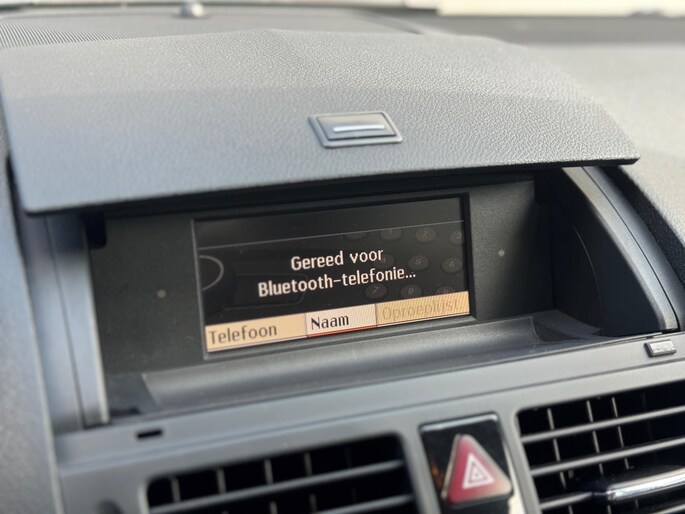 Gereed voor
Bluetooth-telefonie...
Telefoon Naam Oproeplijst